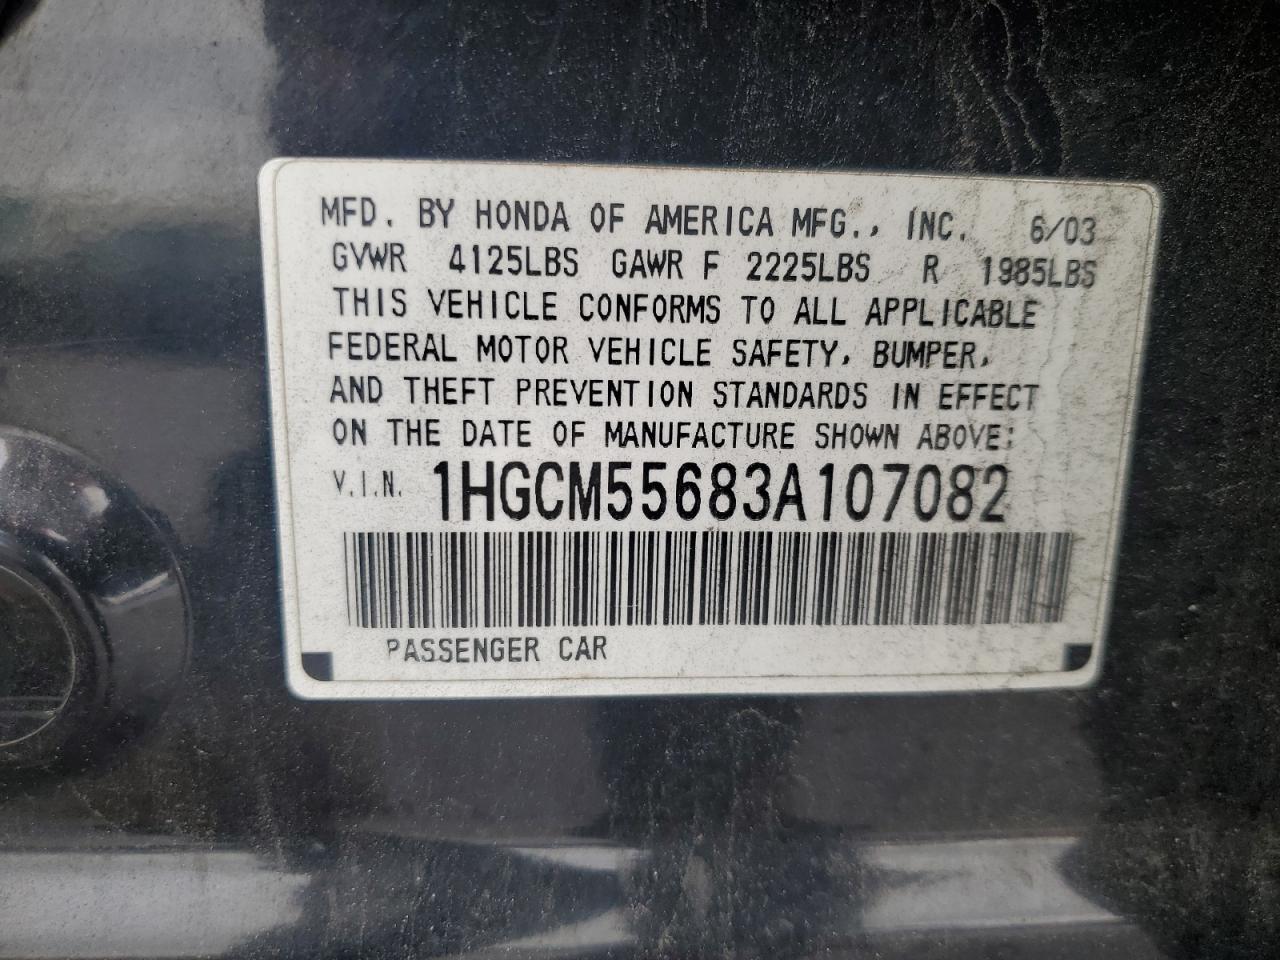 MFD. BY HONDA OF AMERICA MFG., INC. 6/03
GVWR 4125LBS GAWR F 2225LBS R 1985LBS
THIS VEHICLE CONFORMS TO ALL APPLICABLE
FEDERAL MOTOR VEHICLE SAFETY, BUMPER,
AND THEFT PREVENTION STANDARDS IN EFFECT
ON THE DATE OF MANUFACTURE SHOWN ABOVE:
V.I.N. 1HGCM55683A107082
PASSENGER CAR